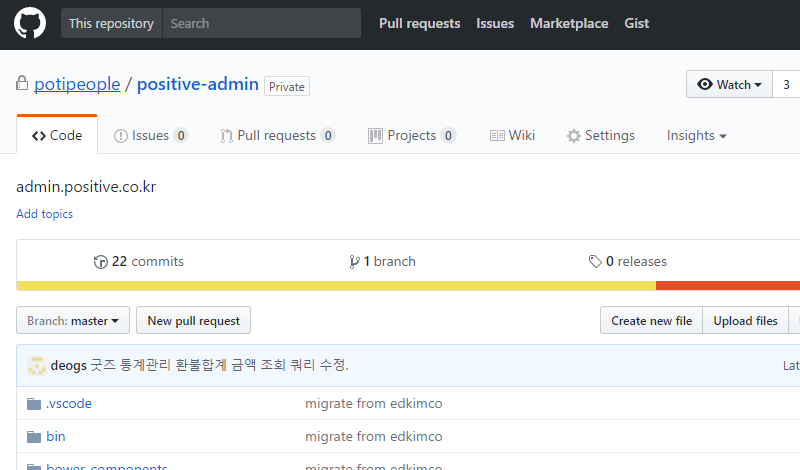 This repository Search Pull requests Issues Marketplace Gist
potipeople / positive-admin Private Watch 3
Code Issues 0 Pull requests 0 Projects 0 Wiki Settings Insights
admin.positive.co.kr
Add topics
22 commits 1 branch 0 releases
Branch: master New pull request Create new file Upload files
deogs 굿즈 통계관리 환불합계 금액 조회 쿼리 수정. Lat
.vscode migrate from edkimco
bin migrate from edkimco
bower_components migrate from edkimco